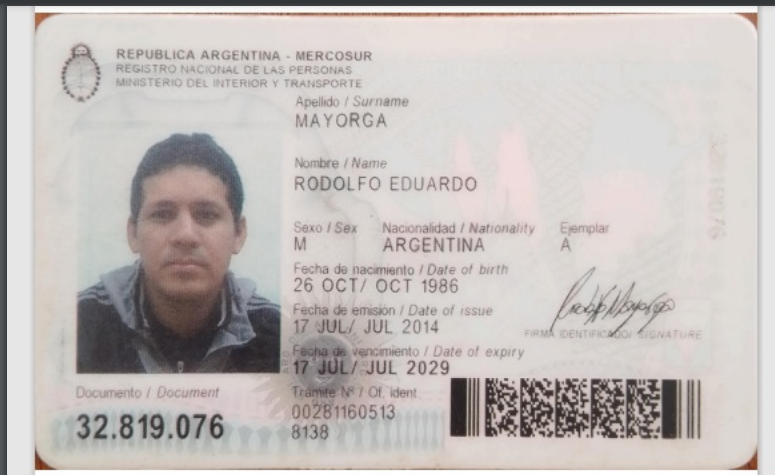 REPUBLICA ARGENTINA - MERCOSUR
REGISTRO NACIONAL DE LAS PERSONAS
MINISTERIO DEL INTERIOR Y TRANSPORTE
Apellido / Surname
MAYORGA
Nombre / Name
RODOLFO EDUARDO
Sexo / Sex Nacionalidad / Nationality Ejemplar
M ARGENTINA A
Fecha de nacimiento / Date of birth
26 OCT/ OCT 1986
Fecha de emisión / Date of issue
17 JUL/ JUL 2014
FIRMA IDENTIFICADO/ SIGNATURE
Fecha de vencimiento / Date of expiry
17 JUL/ JUL 2029
Documento / Document
32.819.076
Trámite Nº / Of. ident.
00281160513
8138